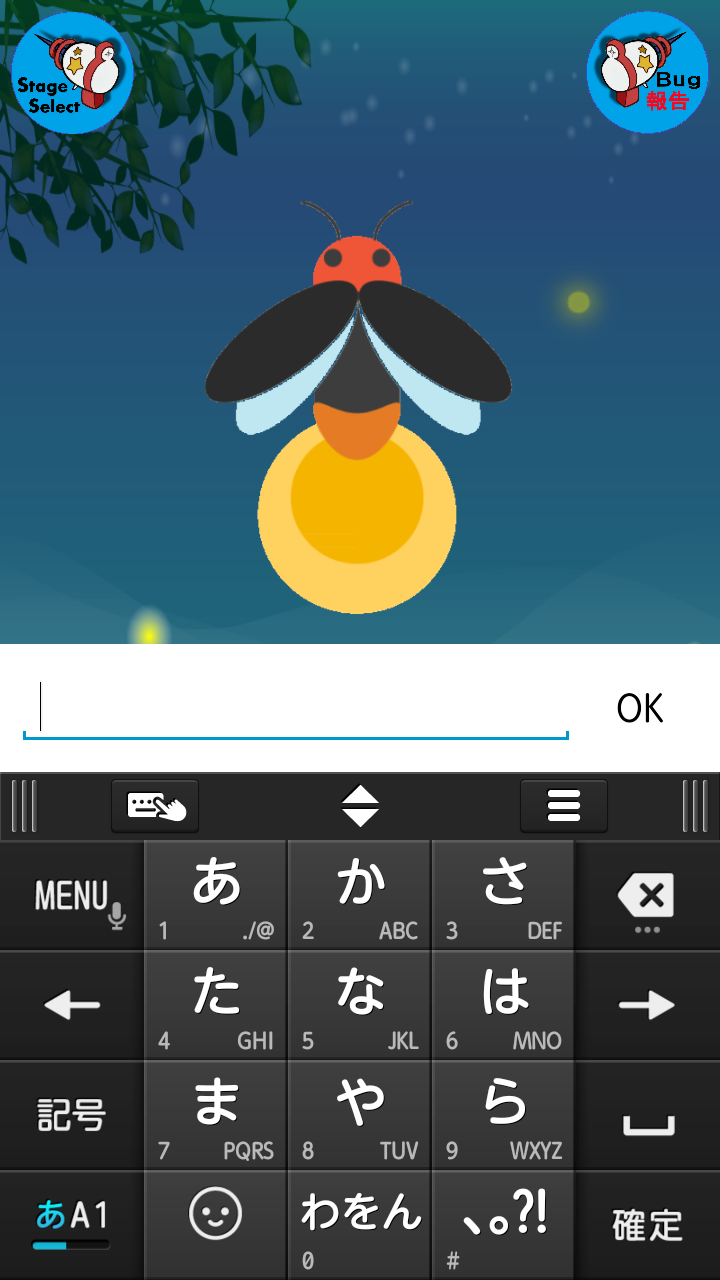 Stage
Select
Bug
報告
OK
MENU
あ
1 ./@
か
2 ABC
さ
3 DEF
た
4 GHI
な
5 JKL
は
6 MNO
記号
ま
7 PQRS
や
8 TUV
ら
9 WXYZ
あA1
わをん
0
、。?!
#
確定